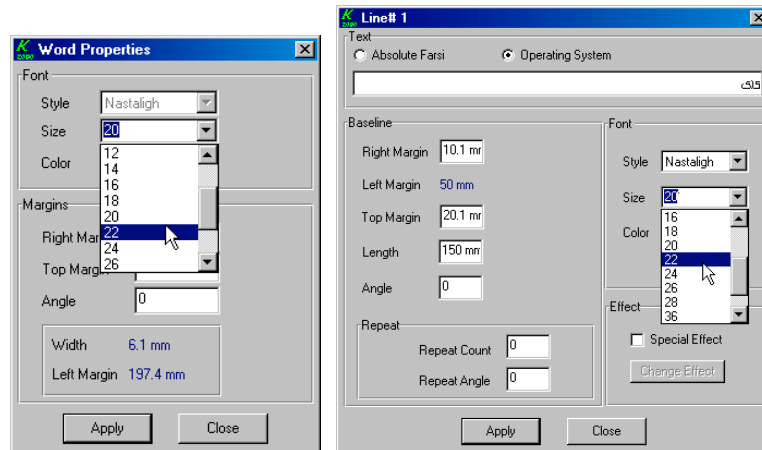 Word Properties
Font
Style Nastaligh
Size 20
Color
12
14
16
18
20
22
24
26
Margins
Right Mar
Top Margin
Angle 0
Width 6.1 mm
Left Margin 197.4 mm
Apply Close
Line# 1
Text
Absolute Farsi Operating System
Baseline
Right Margin 10.1 mr
Left Margin 50 mm
Top Margin 20.1 mr
Length 150 mm
Angle 0
Repeat
Repeat Count 0
Repeat Angle 0
Font
Style Nastaligh
Size 20
Color
16
18
20
22
24
26
28
36
Effect
Special Effect
Change Effect
Apply Close